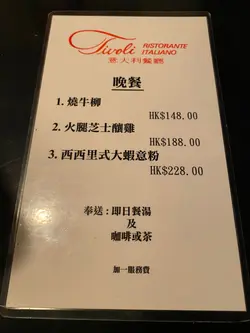 Tivoli RISTORANTE
ITALIANO
意大利餐廳
晚餐
1. 燒牛柳
HK$148.00
2. 火腿芝士釀雞
HK$188.00
3. 西西里式大蝦意粉
HK$228.00
奉送:即日餐湯
及
咖啡或茶
加一服務費